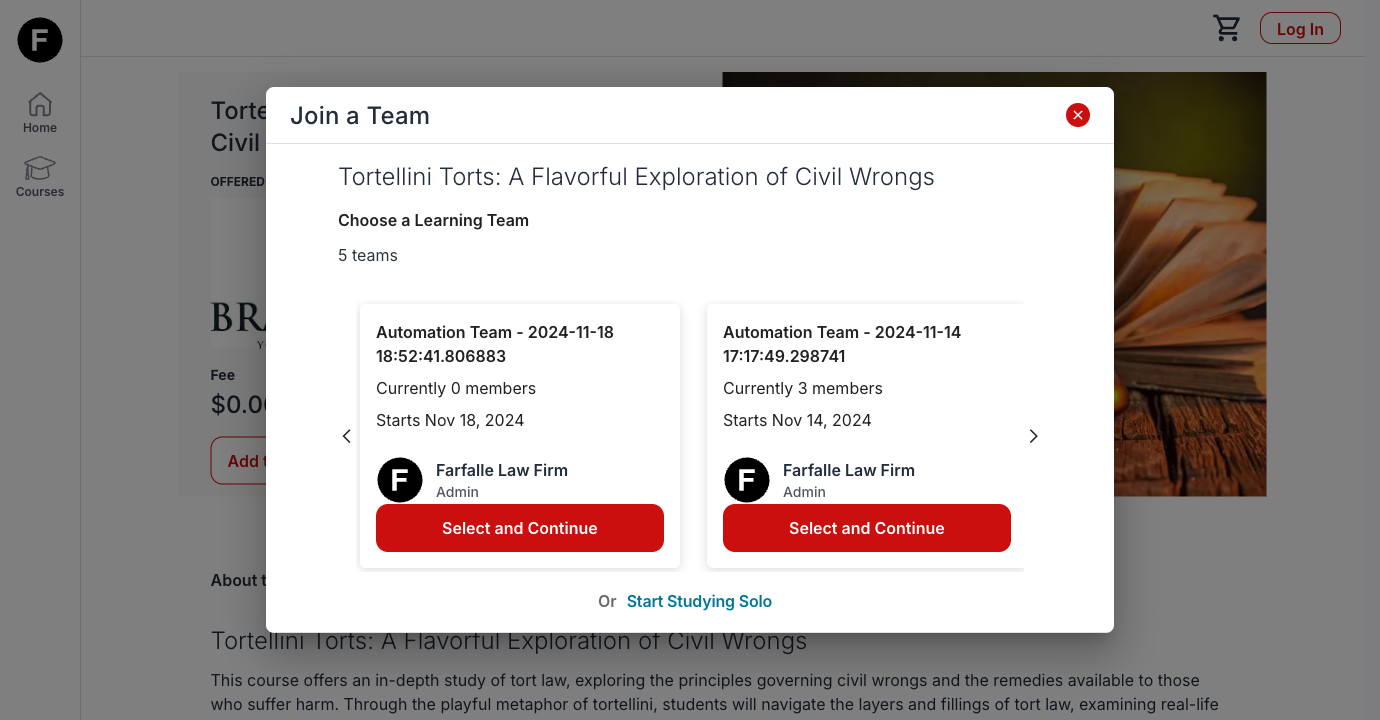 F
Log In
Home
Courses
Join a Team
Torte
Civil
OFFERED
BRA
Y
Fee
$0.0
Add t
Tortellini Torts: A Flavorful Exploration of Civil Wrongs
Choose a Learning Team
5 teams
Automation Team - 2024-11-18
18:52:41.806883
Currently 0 members
Starts Nov 18, 2024
F
Farfalle Law Firm
Admin
Select and Continue
Automation Team - 2024-11-14
17:17:49.298741
Currently 3 members
Starts Nov 14, 2024
F
Farfalle Law Firm
Admin
Select and Continue
Or Start Studying Solo
About t
Tortellini Torts: A Flavorful Exploration of Civil Wrongs
This course offers an in-depth study of tort law, exploring the principles governing civil wrongs and the remedies available to those
who suffer harm. Through the playful metaphor of tortellini, students will navigate the layers and fillings of tort law, examining real-life